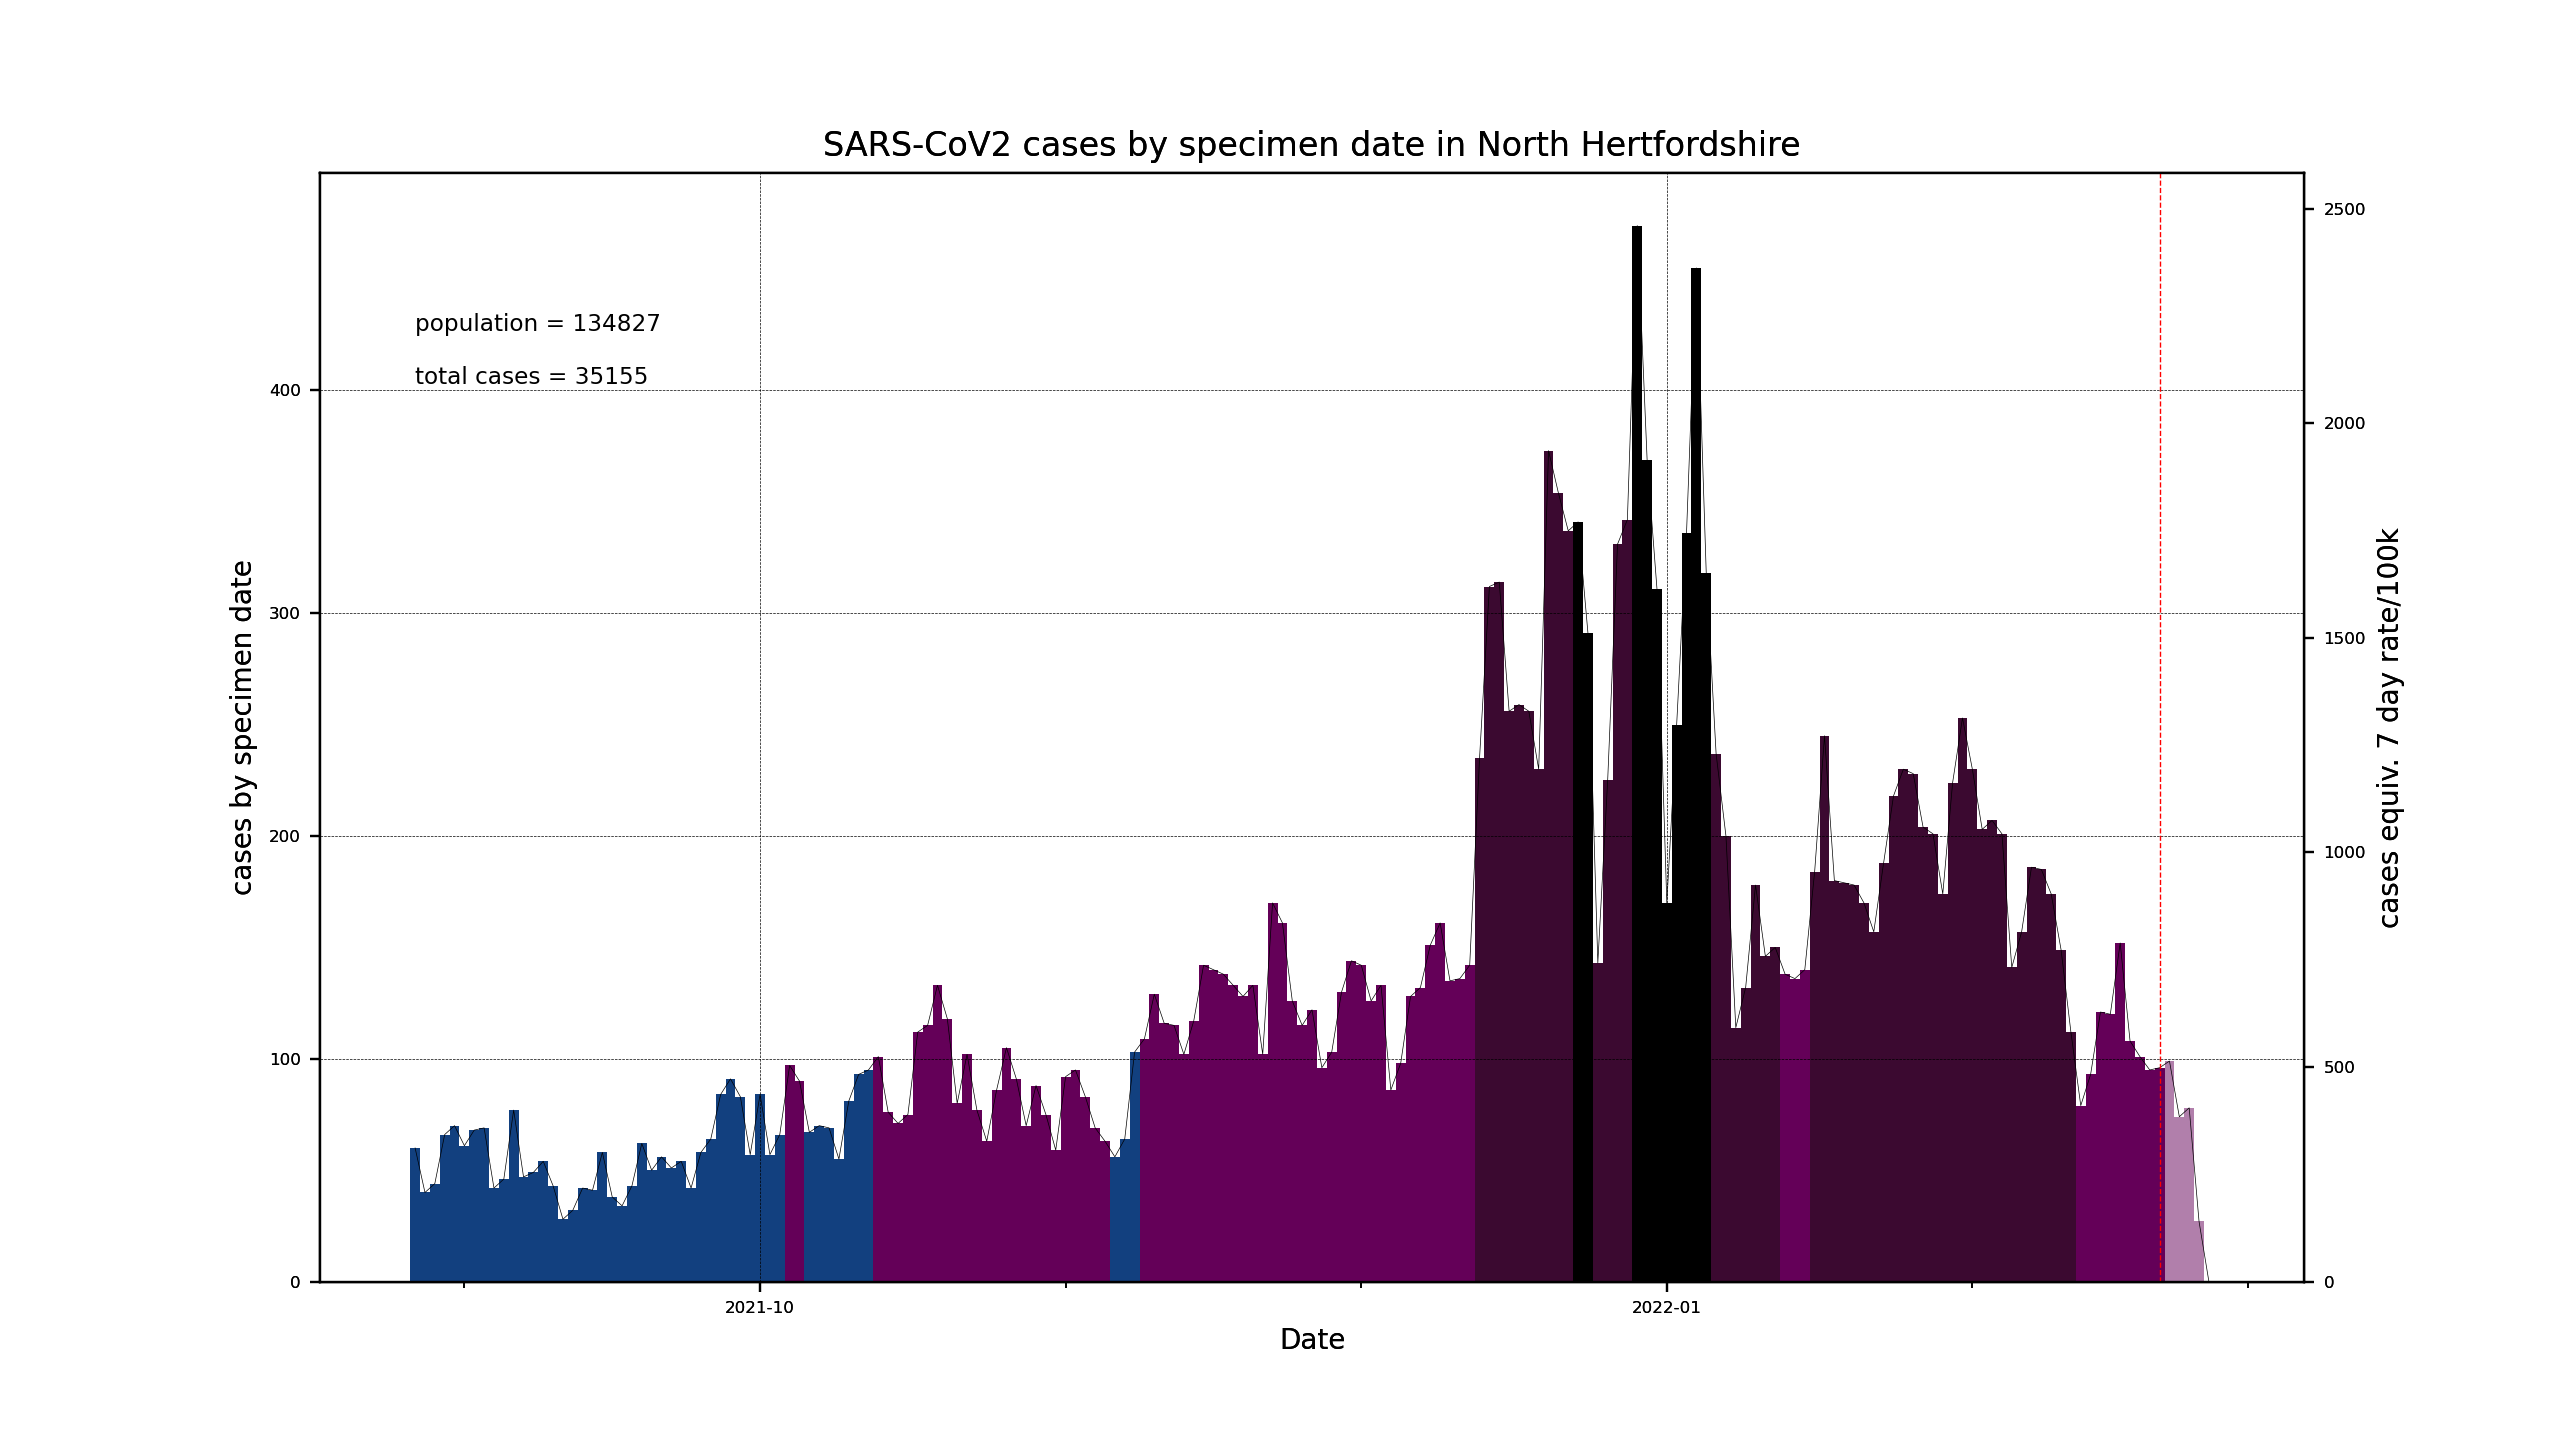 SARS-CoV2 cases by specimen date in North Hertfordshire
population = 134827
total cases = 35155
cases by specimen date
400
300
200
100
0
2500
2000
1500
1000
500
0
cases equiv. 7 day rate/100k
2021-10
2022-01
Date